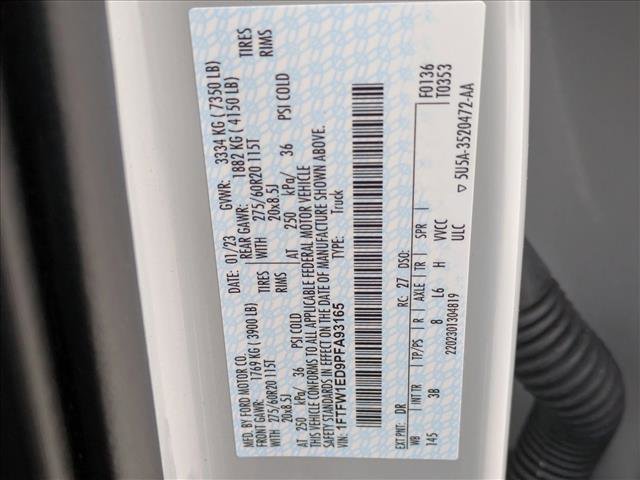 MFD. BY FORD MOTOR CO.
01/23
GVWR: 3334 KG ( 7350 LB)
FRONT GAWR: 1769 KG ( 3900 LB)
REAR GAWR: 1882 KG ( 4150 LB)
275/60R20 115T TIRES
WITH 275/60R20 115T TIRES
20x8.5J RIMS
WITH 20x8.5J RIMS
AT 250 kPa/ 36 PSI COLD
AT 250 kPa/ 36 PSI COLD
THIS VEHICLE CONFORMS TO ALL APPLICABLE FEDERAL MOTOR VEHICLE
SAFETY STANDARDS IN EFFECT ON THE DATE OF MANUFACTURE SHOWN ABOVE.
VIN: 1FTFW1ED9PFA93165 TYPE: Truck
F0136
T0353
EXT PNT: DR RC: 27 DSO:
WB INT TR TP/PS R AXLE TR SPR
145 3B 8 L6 H VVCC
ULC
2202301304819
▽ 5U5A-3520472-AA